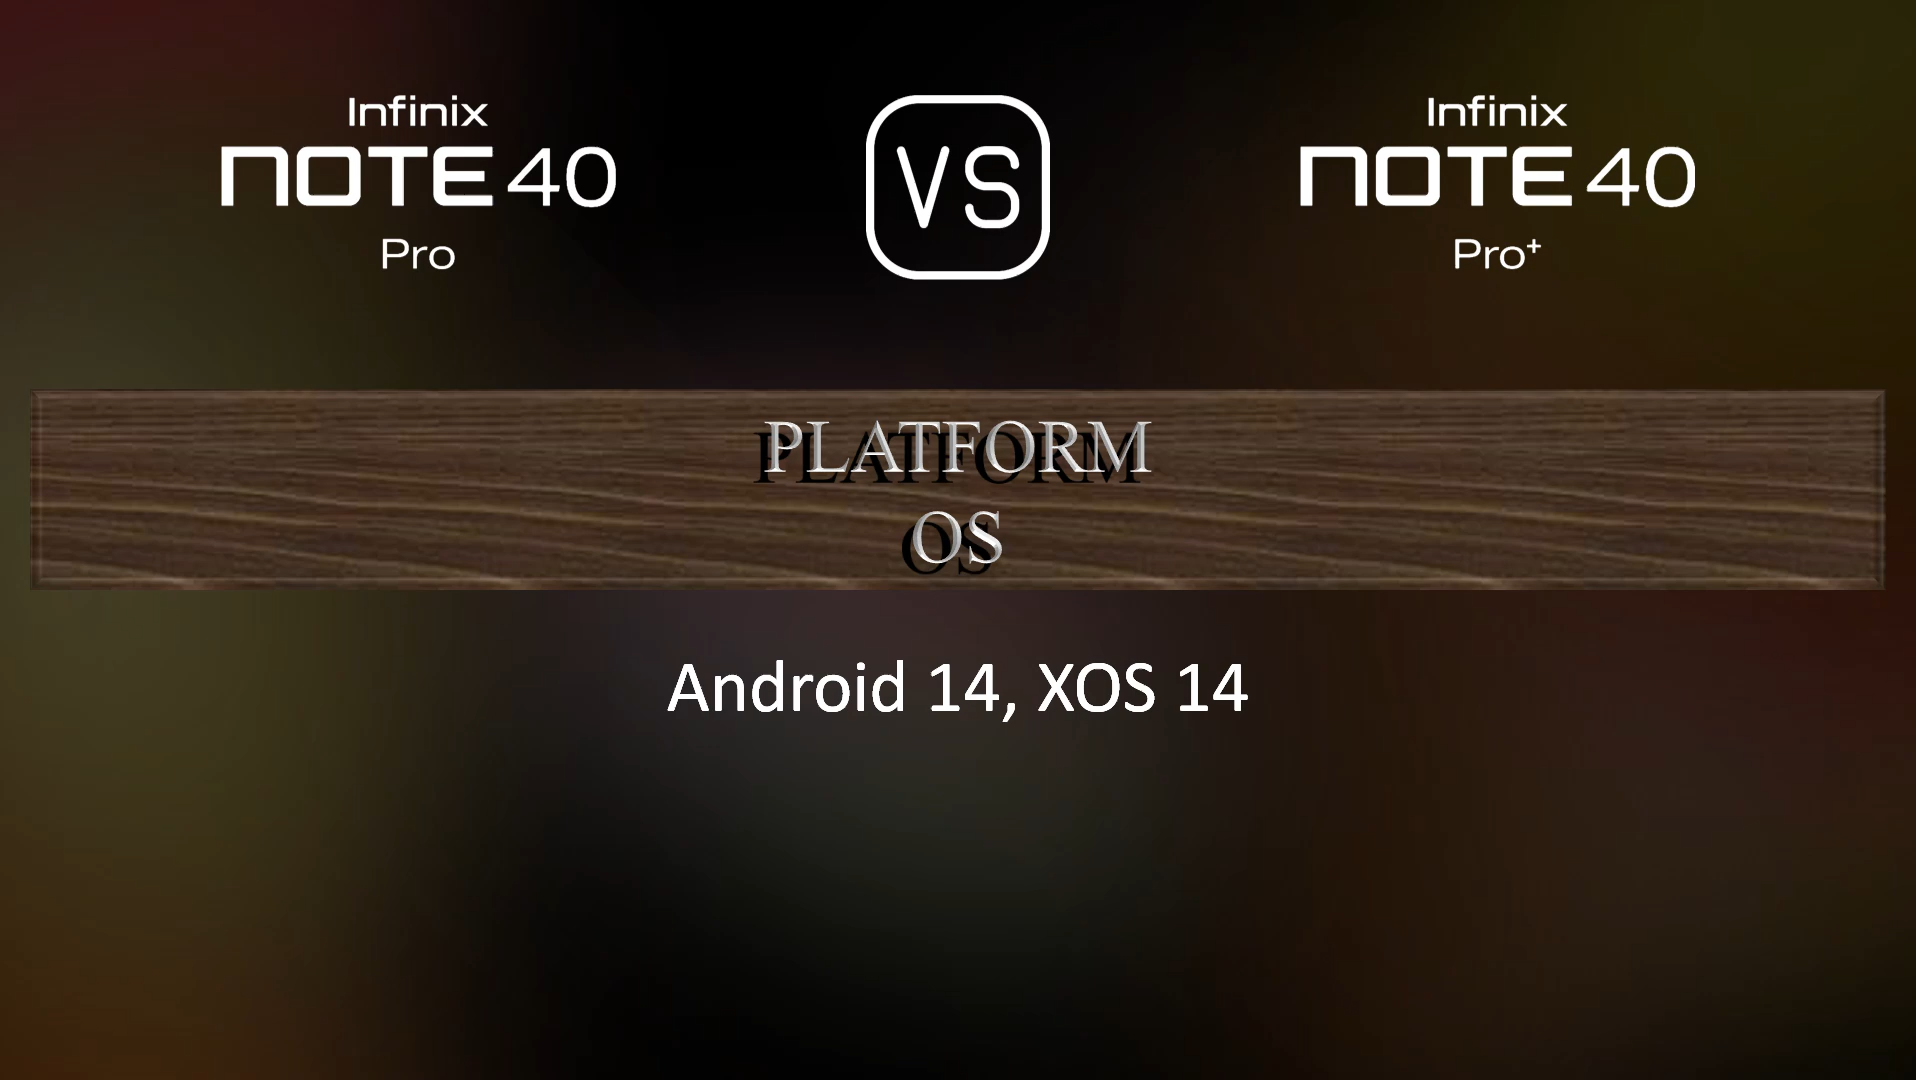 Infinix
NOTE 40
Pro
VS
Infinix
NOTE 40
Pro+
PLATFORM
OS
Android 14, XOS 14